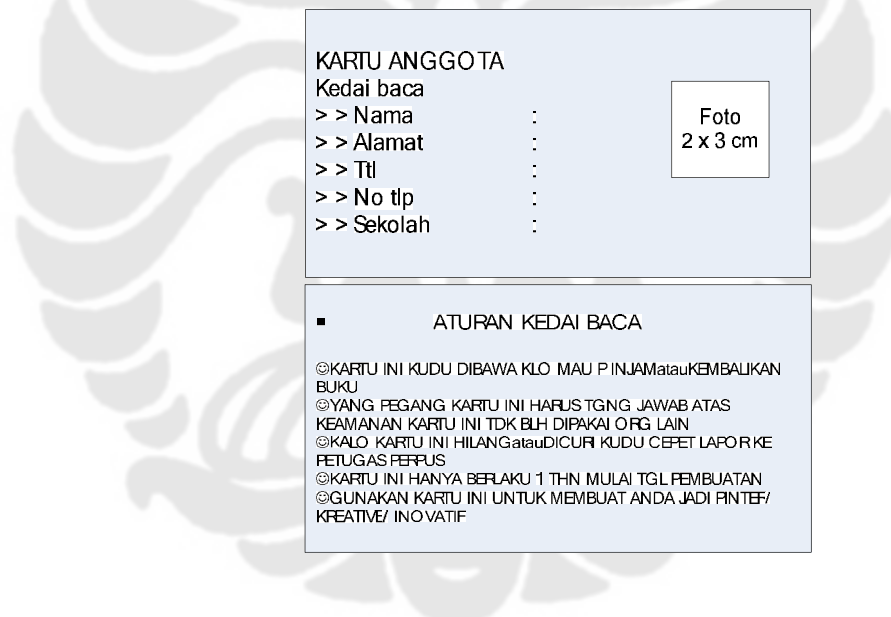 KARTU ANGGOTA
Kedai baca
> > Nama :
> > Alamat :
> > Ttl :
> > No tlp :
> > Sekolah :
Foto
2 x 3 cm
▪ ATURAN KEDAI BACA
☺KARTU INI KUDU DIBAWA KLO MAU PINJAMatauKEMBALIKAN
BUKU
☺YANG PEGANG KARTU INI HARUS TGNG JAWAB ATAS
KEAMANAN KARTU INI TDK BLH DIPAKAI ORG LAIN
☺KALO KARTU INI HILANGatauDICURI KUDU CEPET LAPOR KE
PETUGAS PERPUS
☺KARTU INI HANYA BERLAKU 1 THN MULAI TGL PEMBUATAN
☺GUNAKAN KARTU INI UNTUK MEMBUAT ANDA JADI PINTER/
KREATIVE/ INOVATIF